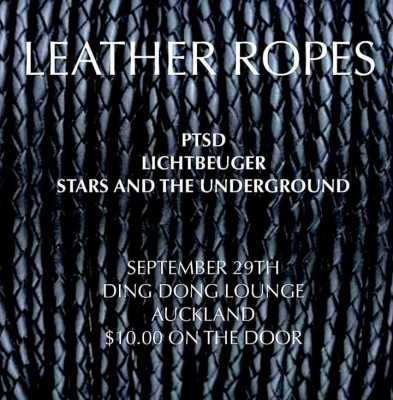 LEATHER ROPES
PTSD
LICHTBEUGER
STARS AND THE UNDERGROUND
SEPTEMBER 29TH
DING DONG LOUNGE
AUCKLAND
$10.00 ON THE DOOR